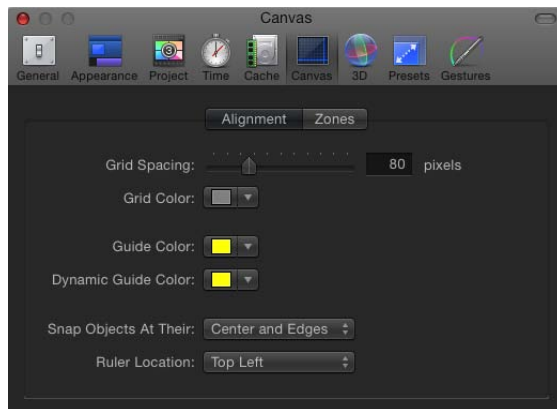 Canvas
General Appearance Project Time Cache Canvas 3D Presets Gestures
Alignment Zones
Grid Spacing: 80 pixels
Grid Color:
Guide Color:
Dynamic Guide Color:
Snap Objects At Their: Center and Edges
Ruler Location: Top Left